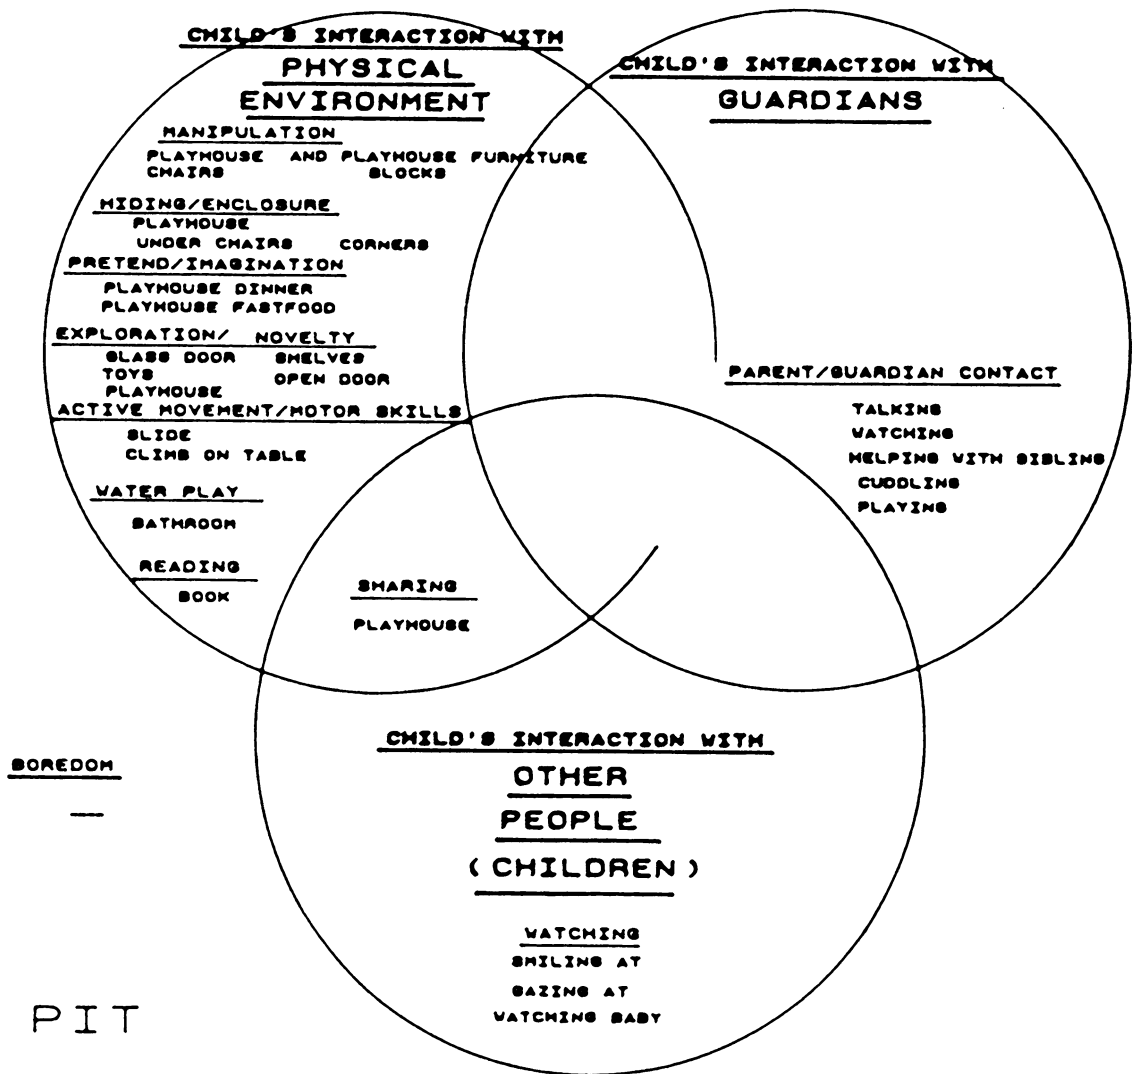 CHILD'S INTERACTION WITH
PHYSICAL
ENVIRONMENT
MANIPULATION
PLAYHOUSE AND PLAYHOUSE FURNITURE
CHAIRS BLOCKS
HIDING/ENCLOSURE
PLAYHOUSE
UNDER CHAIRS CORNERS
PRETEND/IMAGINATION
PLAYHOUSE DINNER
PLAYHOUSE FASTFOOD
EXPLORATION/ NOVELTY
GLASS DOOR SHELVES
TOYS OPEN DOOR
PLAYHOUSE
ACTIVE MOVEMENT/MOTOR SKILLS
SLIDE
CLIMB ON TABLE
WATER PLAY
BATHROOM
READING
BOOK
CHILD'S INTERACTION WITH
GUARDIANS
PARENT/GUARDIAN CONTACT
TALKING
WATCHING
HELPING WITH SIBLING
CUDDLING
PLAYING
SHARING
PLAYHOUSE
CHILD'S INTERACTION WITH
OTHER
PEOPLE
(CHILDREN)
WATCHING
SMILING AT
GAZING AT
WATCHING BABY
BOREDOM
—
PIT